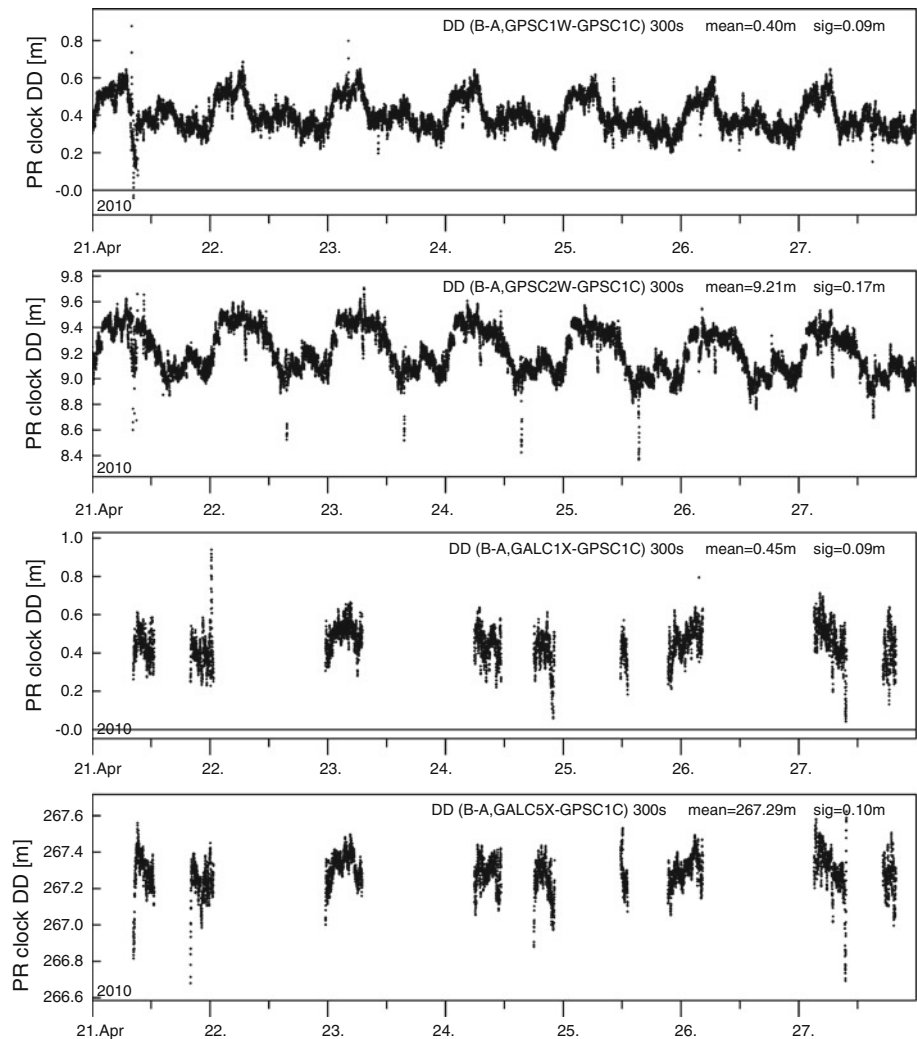 DD (B-A,GPSC1W-GPSC1C) 300s mean=0.40m sig=0.09m
PR clock DD [m]
0.8
0.6
0.4
0.2
-0.0
2010
21.Apr 22. 23. 24. 25. 26. 27.
DD (B-A,GPSC2W-GPSC1C) 300s mean=9.21m sig=0.17m
PR clock DD [m]
9.8
9.6
9.4
9.2
9.0
8.8
8.6
8.4
2010
21.Apr 22. 23. 24. 25. 26. 27.
DD (B-A,GALC1X-GPSC1C) 300s mean=0.45m sig=0.09m
PR clock DD [m]
1.0
0.8
0.6
0.4
0.2
-0.0
2010
21.Apr 22. 23. 24. 25. 26. 27.
DD (B-A,GALC5X-GPSC1C) 300s mean=267.29m sig=0.10m
PR clock DD [m]
267.6
267.4
267.2
267.0
266.8
266.6
2010
21.Apr 22. 23. 24. 25. 26. 27.